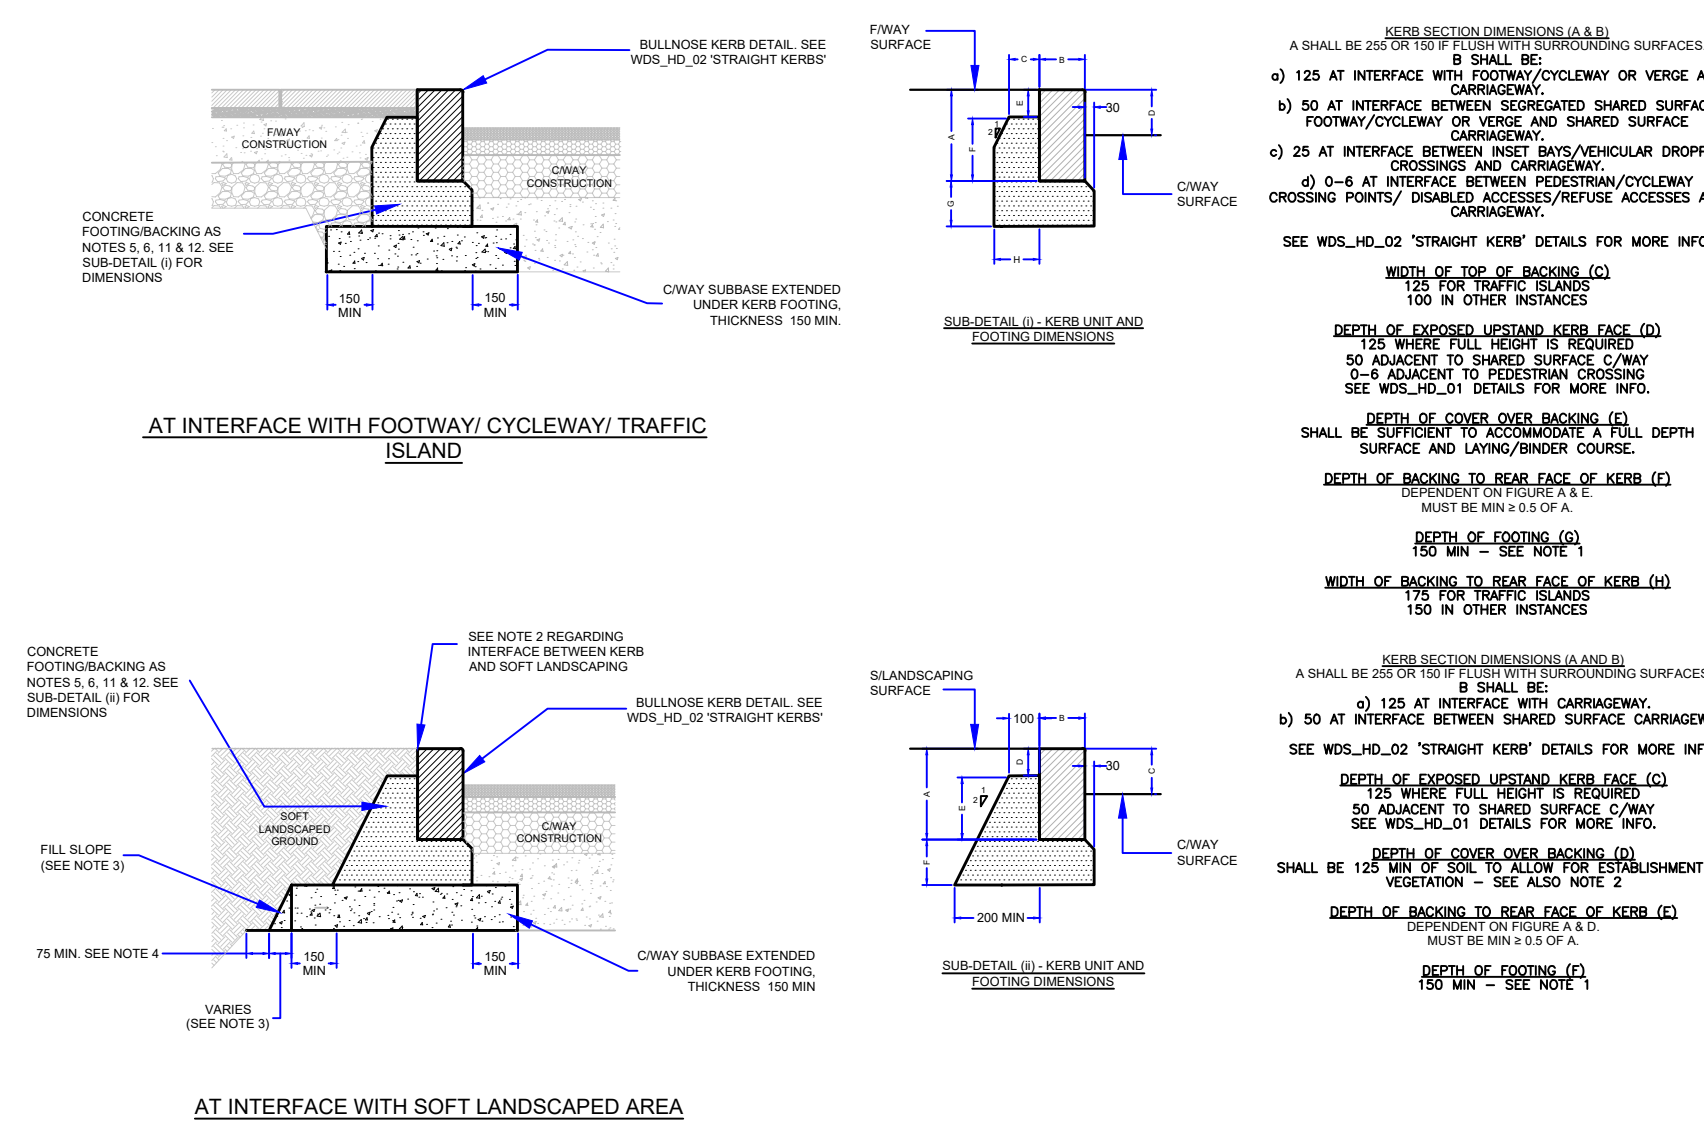 BULLNOSE KERB DETAIL. SEE
WDS_HD_02 'STRAIGHT KERBS'
F/WAY
CONSTRUCTION
C/WAY
CONSTRUCTION
CONCRETE
FOOTING/BACKING AS
NOTES 5, 6, 11 & 12. SEE
SUB-DETAIL (i) FOR
DIMENSIONS
150
MIN
150
MIN
C/WAY SUBBASE EXTENDED
UNDER KERB FOOTING,
THICKNESS 150 MIN.
AT INTERFACE WITH FOOTWAY/ CYCLEWAY/ TRAFFIC
ISLAND
F/WAY
SURFACE
C
B
E
30
D
A
1
2
F
G
H
C/WAY
SURFACE
SUB-DETAIL (i) - KERB UNIT AND
FOOTING DIMENSIONS
KERB SECTION DIMENSIONS (A & B)
A SHALL BE 255 OR 150 IF FLUSH WITH SURROUNDING SURFACES.
B SHALL BE:
a) 125 AT INTERFACE WITH FOOTWAY/CYCLEWAY OR VERGE
CARRIAGEWAY.
b) 50 AT INTERFACE BETWEEN SEGREGATED SHARED
FOOTWAY/CYCLEWAY OR VERGE AND SHARED SURFACE
CARRIAGEWAY.
c) 25 AT INTERFACE BETWEEN INSET BAYS/VEHICULAR
CROSSINGS AND CARRIAGEWAY.
d) 0–6 AT INTERFACE BETWEEN PEDESTRIAN/CYCLEWAY
CROSSING POINTS/ DISABLED ACCESSES/REFUSE ACCESSES
CARRIAGEWAY.
SEE WDS_HD_02 'STRAIGHT KERB' DETAILS FOR MORE INFO
WIDTH OF TOP OF BACKING (C)
125 FOR TRAFFIC ISLANDS
100 IN OTHER INSTANCES
DEPTH OF EXPOSED UPSTAND KERB FACE (D)
125 WHERE FULL HEIGHT IS REQUIRED
50 ADJACENT TO SHARED SURFACE C/WAY
0–6 ADJACENT TO PEDESTRIAN CROSSING
SEE WDS_HD_01 DETAILS FOR MORE INFO.
DEPTH OF COVER OVER BACKING (E)
SHALL BE SUFFICIENT TO ACCOMMODATE A FULL DEPTH
SURFACE AND LAYING/BINDER COURSE.
DEPTH OF BACKING TO REAR FACE OF KERB (F)
DEPENDENT ON FIGURE A & E.
MUST BE MIN ≥ 0.5 OF A.
DEPTH OF FOOTING (G)
150 MIN – SEE NOTE 1
WIDTH OF BACKING TO REAR FACE OF KERB (H)
175 FOR TRAFFIC ISLANDS
150 IN OTHER INSTANCES
CONCRETE
FOOTING/BACKING AS
NOTES 5, 6, 11 & 12. SEE
SUB-DETAIL (ii) FOR
DIMENSIONS
SEE NOTE 2 REGARDING
INTERFACE BETWEEN KERB
AND SOFT LANDSCAPING
BULLNOSE KERB DETAIL. SEE
WDS_HD_02 'STRAIGHT KERBS'
SOFT
LANDSCAPED
GROUND
C/WAY
CONSTRUCTION
FILL SLOPE
(SEE NOTE 3)
75 MIN. SEE NOTE 4
150
MIN
150
MIN
VARIES
(SEE NOTE 3)
C/WAY SUBBASE EXTENDED
UNDER KERB FOOTING,
THICKNESS 150 MIN
AT INTERFACE WITH SOFT LANDSCAPED AREA
S/LANDSCAPING
SURFACE
100
B
D
30
C
A
1
2
E
F
200 MIN
C/WAY
SURFACE
SUB-DETAIL (ii) - KERB UNIT AND
FOOTING DIMENSIONS
KERB SECTION DIMENSIONS (A AND B)
A SHALL BE 255 OR 150 IF FLUSH WITH SURROUNDING SURFACES
B SHALL BE:
a) 125 AT INTERFACE WITH CARRIAGEWAY.
b) 50 AT INTERFACE BETWEEN SHARED SURFACE
SEE WDS_HD_02 'STRAIGHT KERB' DETAILS FOR MORE
DEPTH OF EXPOSED UPSTAND KERB FACE (C)
125 WHERE FULL HEIGHT IS REQUIRED
50 ADJACENT TO SHARED SURFACE C/WAY
SEE WDS_HD_01 DETAILS FOR MORE INFO.
DEPTH OF COVER OVER BACKING (D)
SHALL BE 125 MIN OF SOIL TO ALLOW FOR ESTABLISHMENT
VEGETATION – SEE ALSO NOTE 2
DEPTH OF BACKING TO REAR FACE OF KERB (E)
DEPENDENT ON FIGURE A & D.
MUST BE MIN ≥ 0.5 OF A.
DEPTH OF FOOTING (F)
150 MIN – SEE NOTE 1